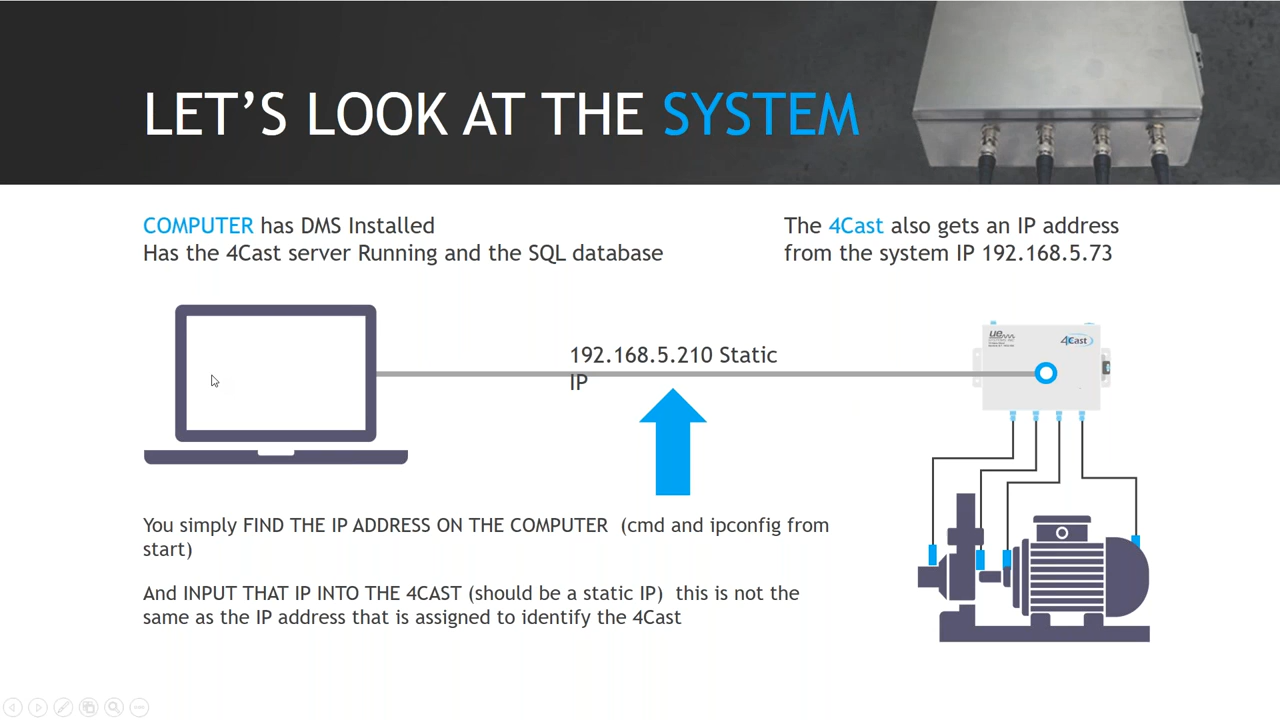 LET'S LOOK AT THE SYSTEM
COMPUTER has DMS Installed
Has the 4Cast server Running and the SQL database
The 4Cast also gets an IP address
from the system IP 192.168.5.73
192.168.5.210 Static
IP
ue
4Cast
You simply FIND THE IP ADDRESS ON THE COMPUTER  (cmd and ipconfig from
start)
And INPUT THAT IP INTO THE 4CAST (should be a static IP)  this is not the
same as the IP address that is assigned to identify the 4Cast